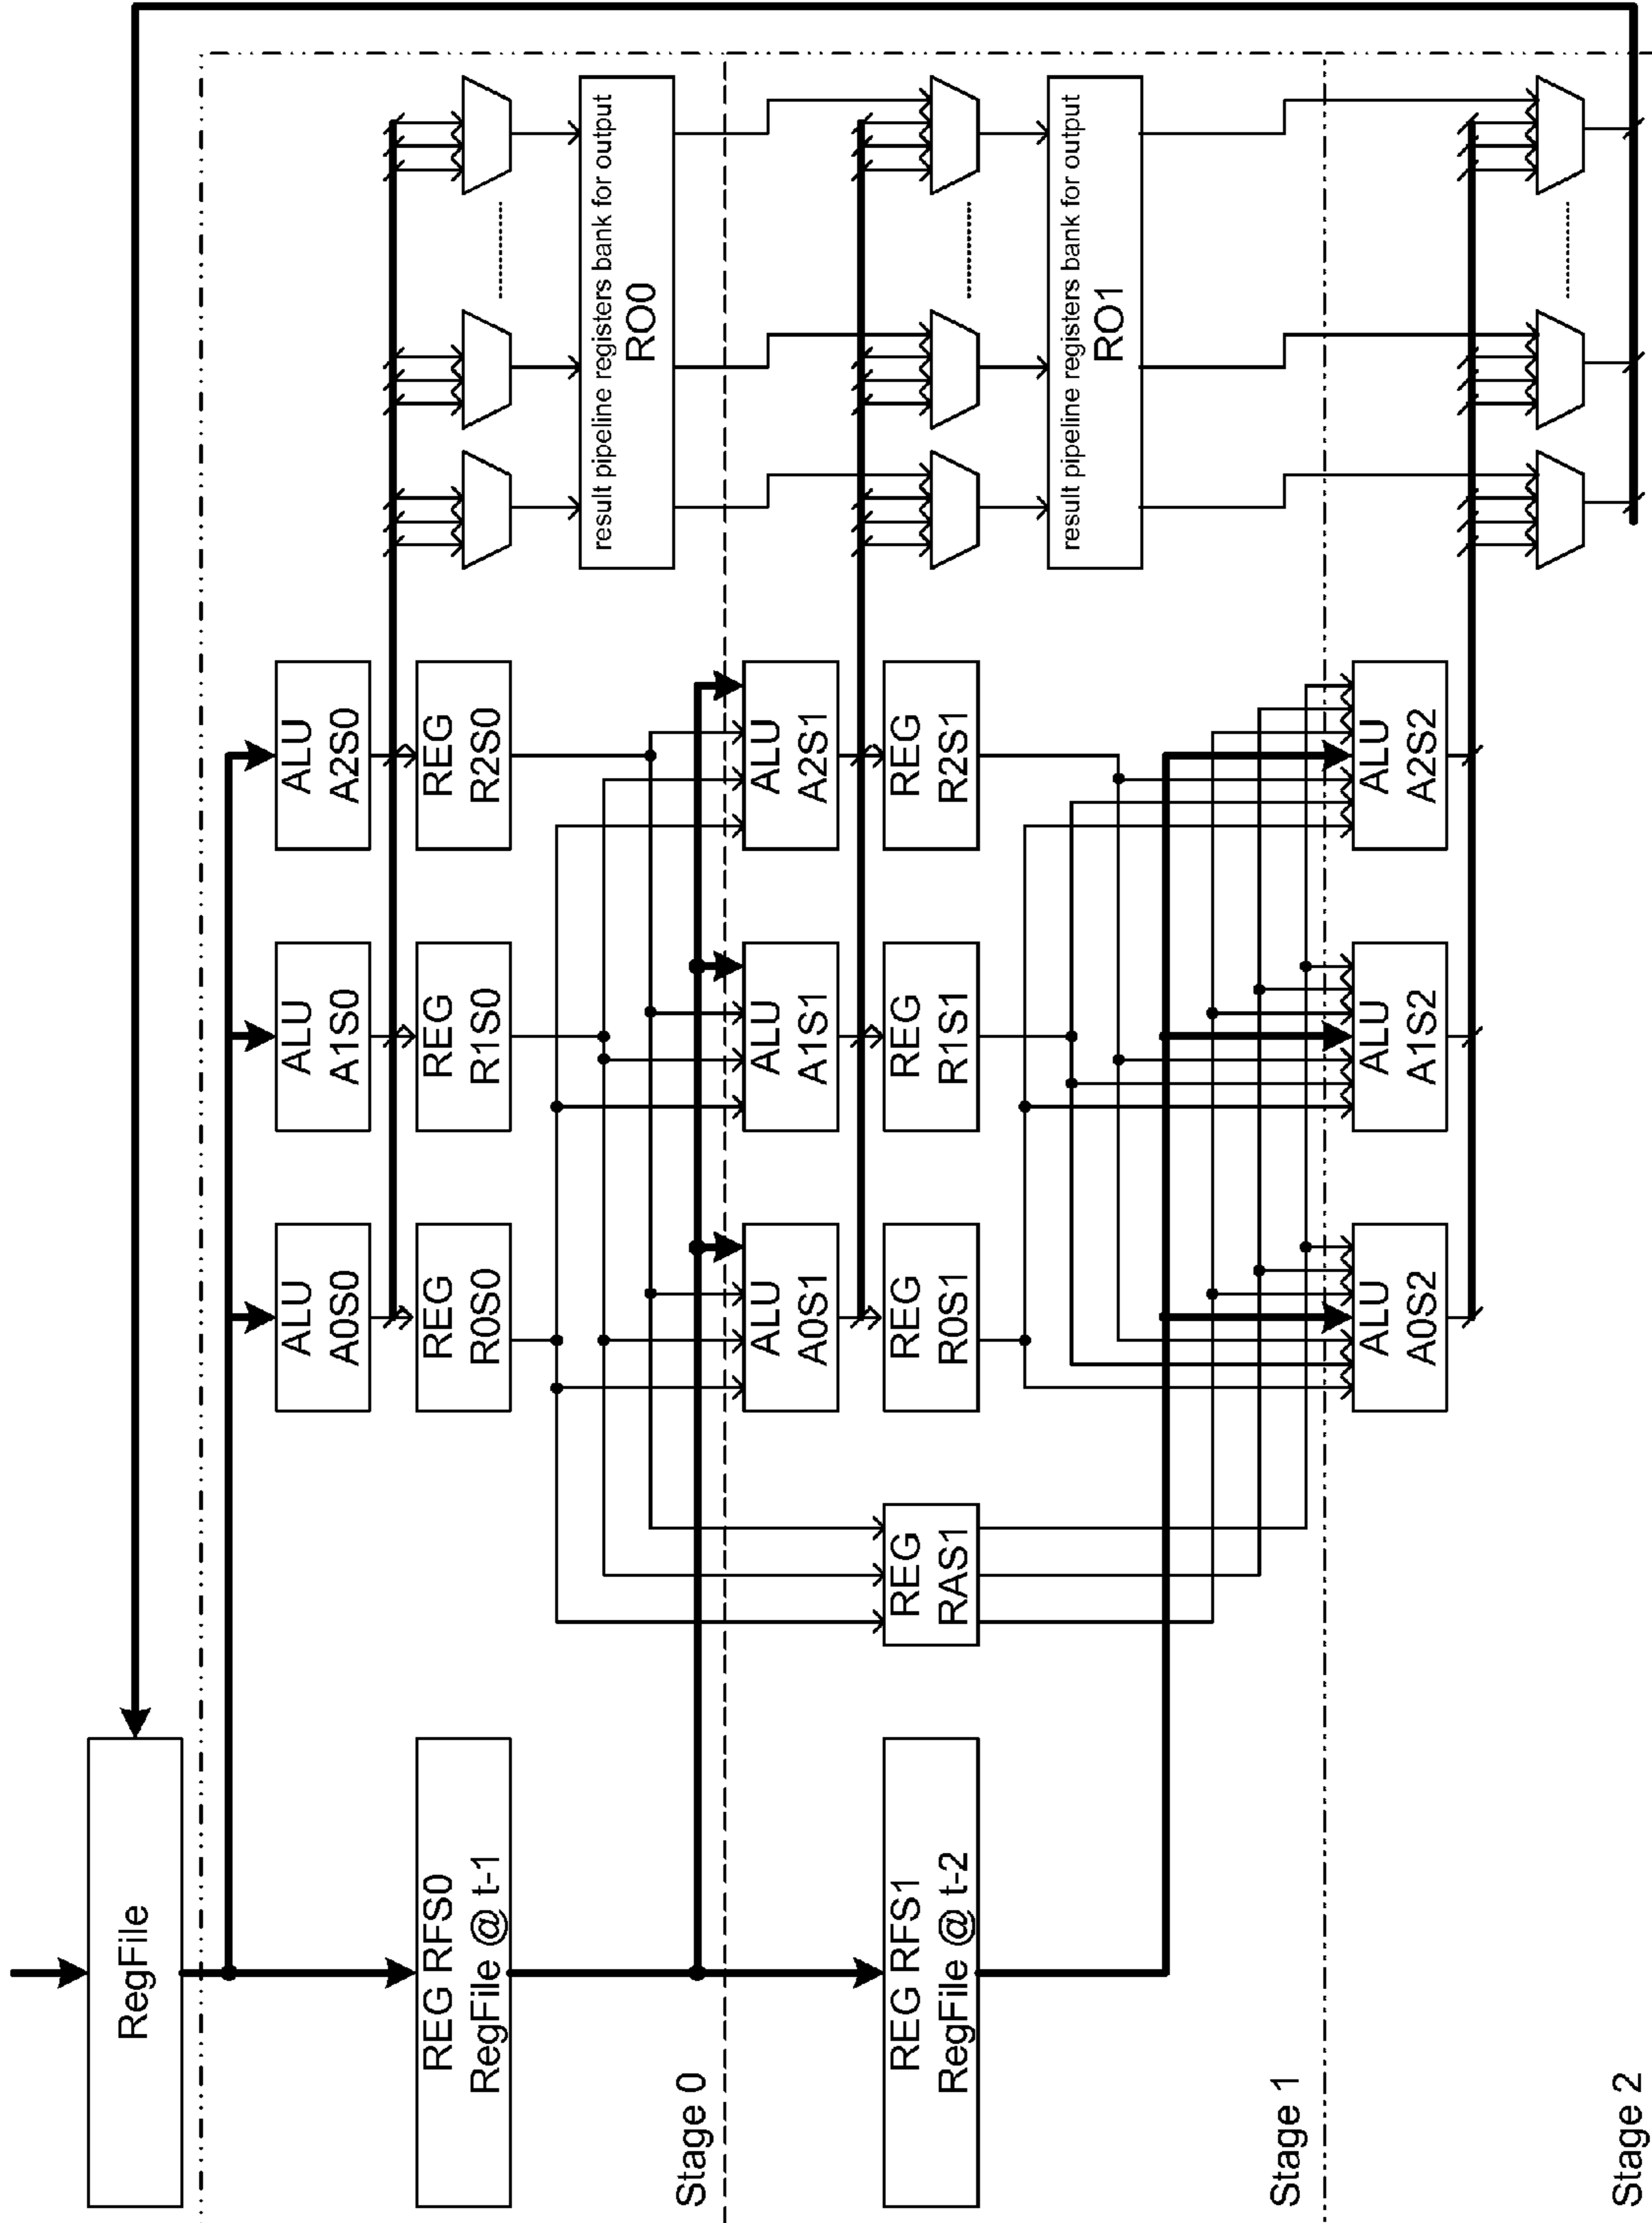 RegFile
ALU
A0S0
ALU
A1S0
ALU
A2S0
REG RFS0
RegFile @ t-1
REG
R0S0
REG
R1S0
REG
R2S0
result pipeline registers bank for output
RO0
Stage 0
ALU
A0S1
ALU
A1S1
ALU
A2S1
REG RFS1
RegFile @ t-2
REG
RAS1
REG
R0S1
REG
R1S1
REG
R2S1
result pipeline registers bank for output
RO1
Stage 1
ALU
A0S2
ALU
A1S2
ALU
A2S2
Stage 2